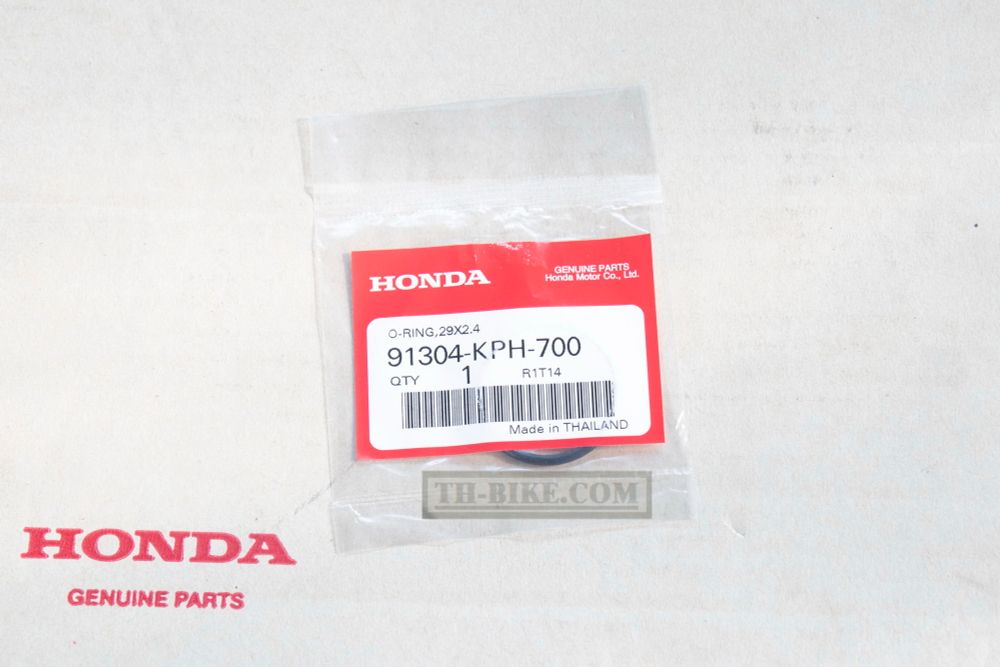 HONDA
GENUINE PARTS
Honda Motor Co., Ltd.
O-RING,29X2.4
91304-KPH-700
QTY 1 R1T14
Made in THAILAND
TH-BIKE.COM
HONDA
GENUINE PARTS